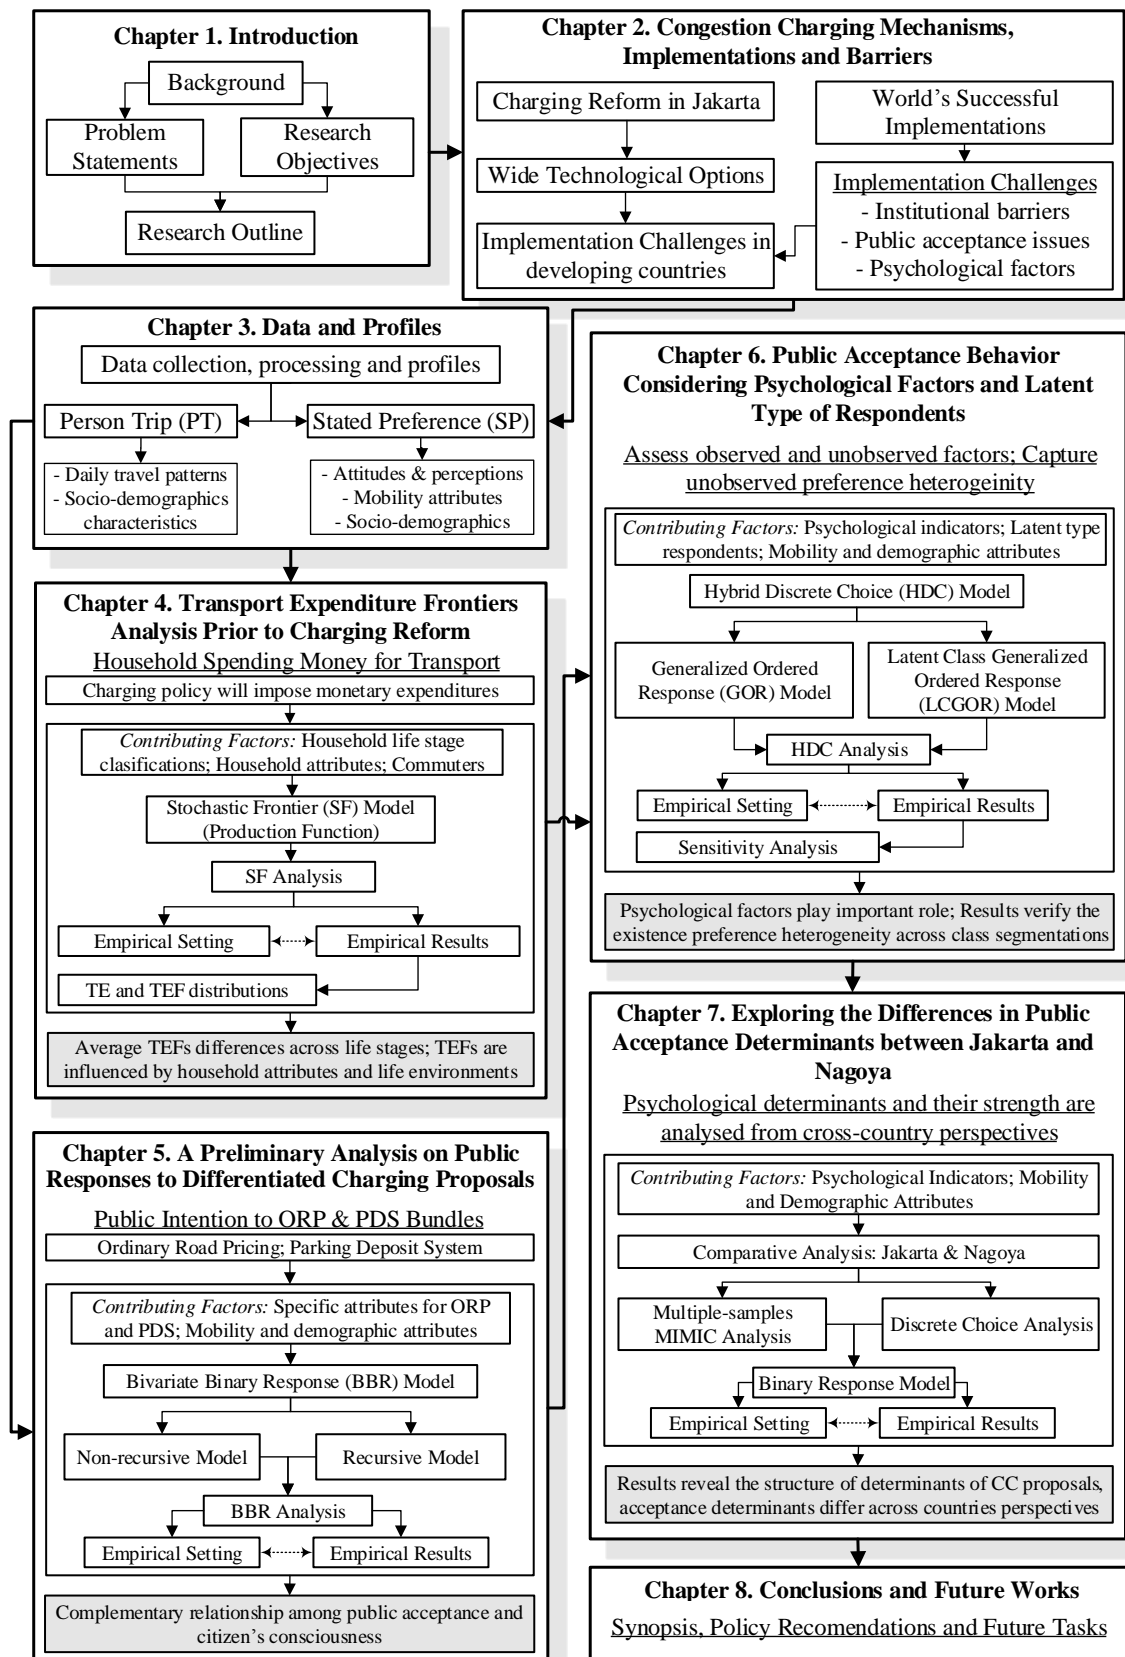 Chapter 1. Introduction
Background
Problem
Statements
Research
Objectives
Research Outline
Chapter 2. Congestion Charging Mechanisms,
Implementations and Barriers
Charging Reform in Jakarta
Wide Technological Options
Implementation Challenges in
developing countries
World's Successful
Implementations
Implementation Challenges
- Institutional barriers
- Public acceptance issues
- Psychological factors
Chapter 3. Data and Profiles
Data collection, processing and profiles
Person Trip (PT)
Stated Preference (SP)
- Daily travel patterns
- Socio-demographics
characteristics
- Attitudes & perceptions
- Mobility attributes
- Socio-demographics
Chapter 4. Transport Expenditure Frontiers
Analysis Prior to Charging Reform
Household Spending Money for Transport
Charging policy will impose monetary expenditures
Contributing Factors: Household life stage
clasifications; Household attributes; Commuters
Stochastic Frontier (SF) Model
(Production Function)
SF Analysis
Empirical Setting
Empirical Results
TE and TEF distributions
Average TEFs differences across life stages; TEFs are
influenced by household attributes and life environments
Chapter 5. A Preliminary Analysis on Public
Responses to Differentiated Charging Proposals
Public Intention to ORP & PDS Bundles
Ordinary Road Pricing; Parking Deposit System
Contributing Factors: Specific attributes for ORP
and PDS; Mobility and demographic attributes
Bivariate Binary Response (BBR) Model
Non-recursive Model
Recursive Model
BBR Analysis
Empirical Setting
Empirical Results
Complementary relationship among public acceptance and
citizen's consciousness
Chapter 6. Public Acceptance Behavior
Considering Psychological Factors and Latent
Type of Respondents
Assess observed and unobserved factors; Capture
unobserved preference heterogeinity
Contributing Factors: Psychological indicators; Latent type
respondents; Mobility and demographic attributes
Hybrid Discrete Choice (HDC) Model
Generalized Ordered
Response (GOR) Model
Latent Class Generalized
Ordered Response
(LCGOR) Model
HDC Analysis
Empirical Setting
Empirical Results
Sensitivity Analysis
Psychological factors play important role; Results verify the
existence preference heterogeneity across class segmentations
Chapter 7. Exploring the Differences in Public
Acceptance Determinants between Jakarta and
Nagoya
Psychological determinants and their strength are
analysed from cross-country perspectives
Contributing Factors: Psychological Indicators; Mobility
and Demographic Attributes
Comparative Analysis: Jakarta & Nagoya
Multiple-samples
MIMIC Analysis
Discrete Choice Analysis
Binary Response Model
Empirical Setting
Empirical Results
Results reveal the structure of determinants of CC proposals,
acceptance determinants differ across countries perspectives
Chapter 8. Conclusions and Future Works
Synopsis, Policy Recomendations and Future Tasks